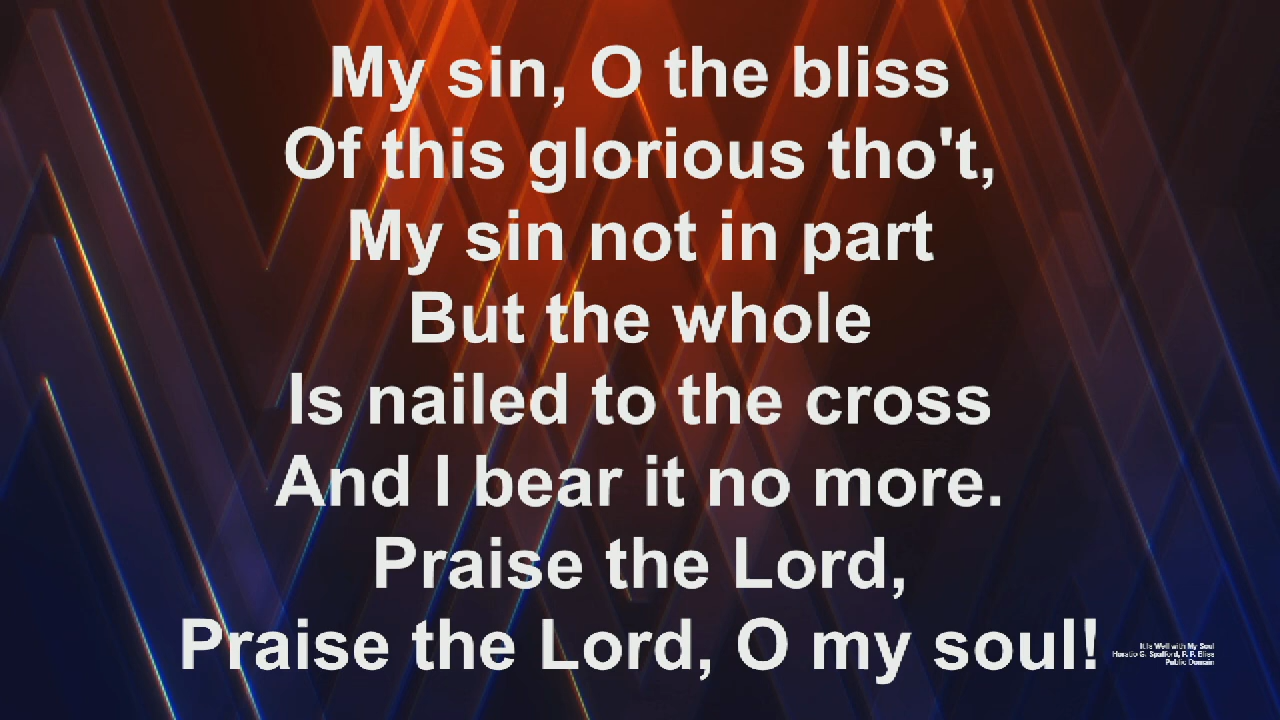 My sin, O the bliss
Of this glorious tho't,
My sin not in part
But the whole
Is nailed to the cross
And I bear it no more.
Praise the Lord,
Praise the Lord, O my soul!
It Is Well with My Soul
Horatio G. Spafford, P. P. Bliss
Public Domain